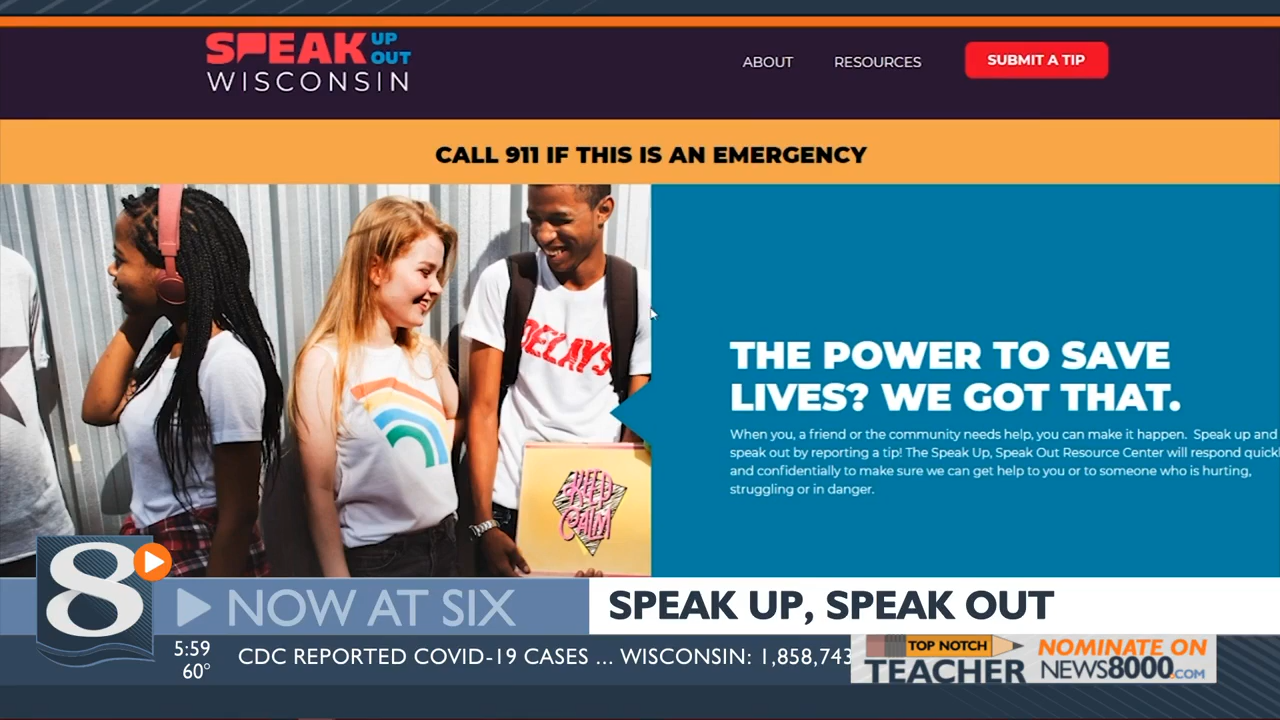 SPEAK UP OUT
WISCONSIN
ABOUT
RESOURCES
SUBMIT A TIP
CALL 911 IF THIS IS AN EMERGENCY
DELAYS
KEEP
CALM
THE POWER TO SAVE
LIVES? WE GOT THAT.
When you, a friend or the community needs help, you can make it happen. Speak up and
speak out by reporting a tip! The Speak Up, Speak Out Resource Center will respond quickl
and confidentially to make sure we can get help to you or to someone who is hurting,
struggling or in danger.
8
NOW AT SIX
SPEAK UP, SPEAK OUT
5:59
60°
CDC REPORTED COVID-19 CASES ... WISCONSIN: 1,858,743
TOP NOTCH
TEACHER
NOMINATE ON
NEWS8000.COM